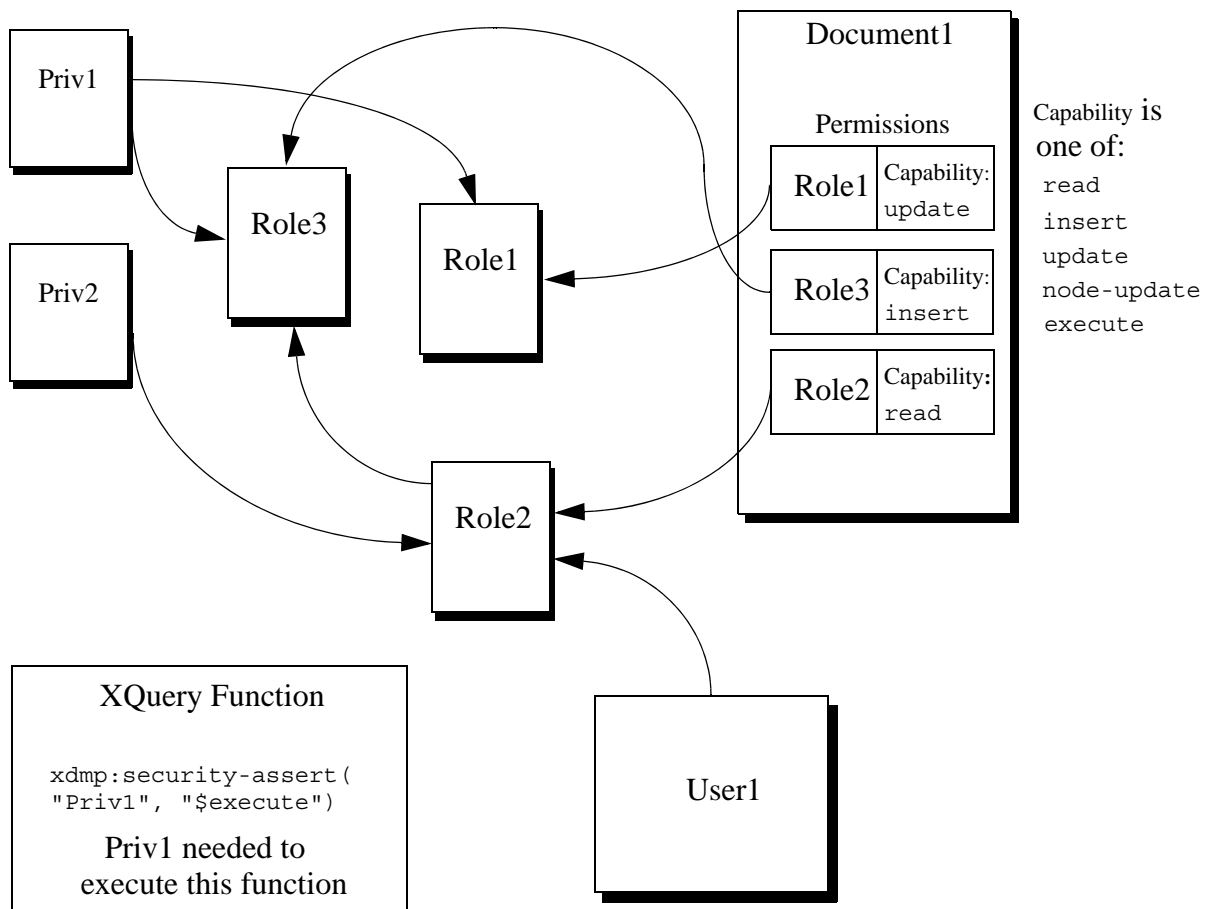 Document1
Priv1
Permissions
Capability is
one of:
read
insert
update
node-update
execute
Role1
Capability:
update
Role3
Role1
Priv2
Role3
Capability:
insert
Role2
Capability:
read
Role2
XQuery Function
xdmp:security-assert(
"Priv1", "$execute")
Priv1 needed to
execute this function
User1